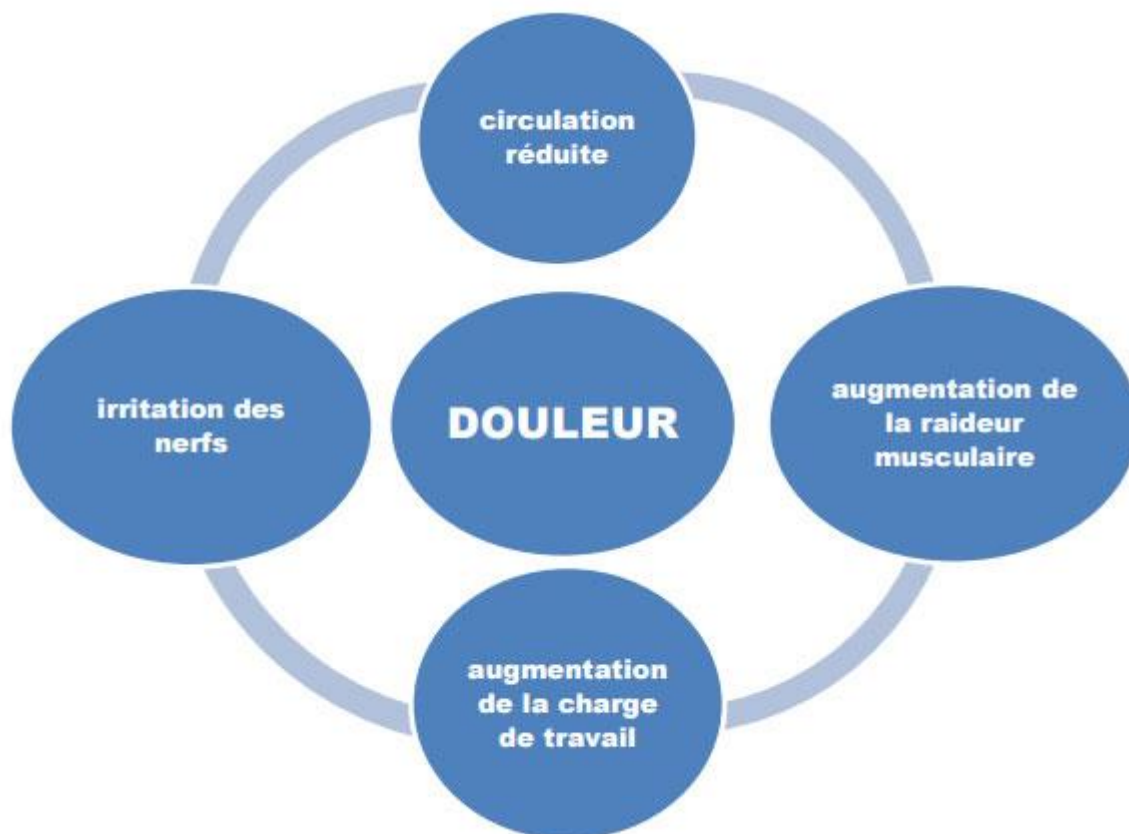 circulation
réduite
irritation des
nerfs
DOULEUR
augmentation de
la raideur
musculaire
augmentation
de la charge
de travail